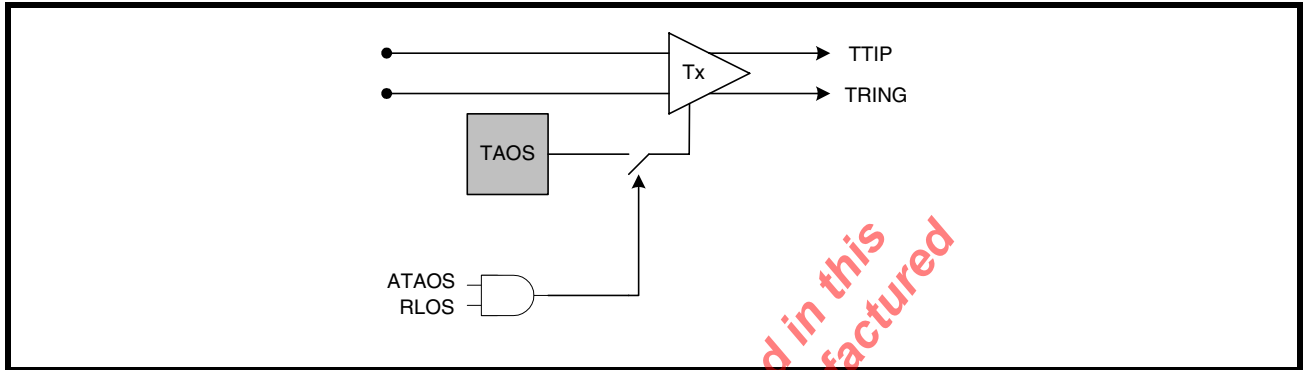 TTIP
Tx
TRING
TAOS
ATAOS
RLOS
d in this
factured